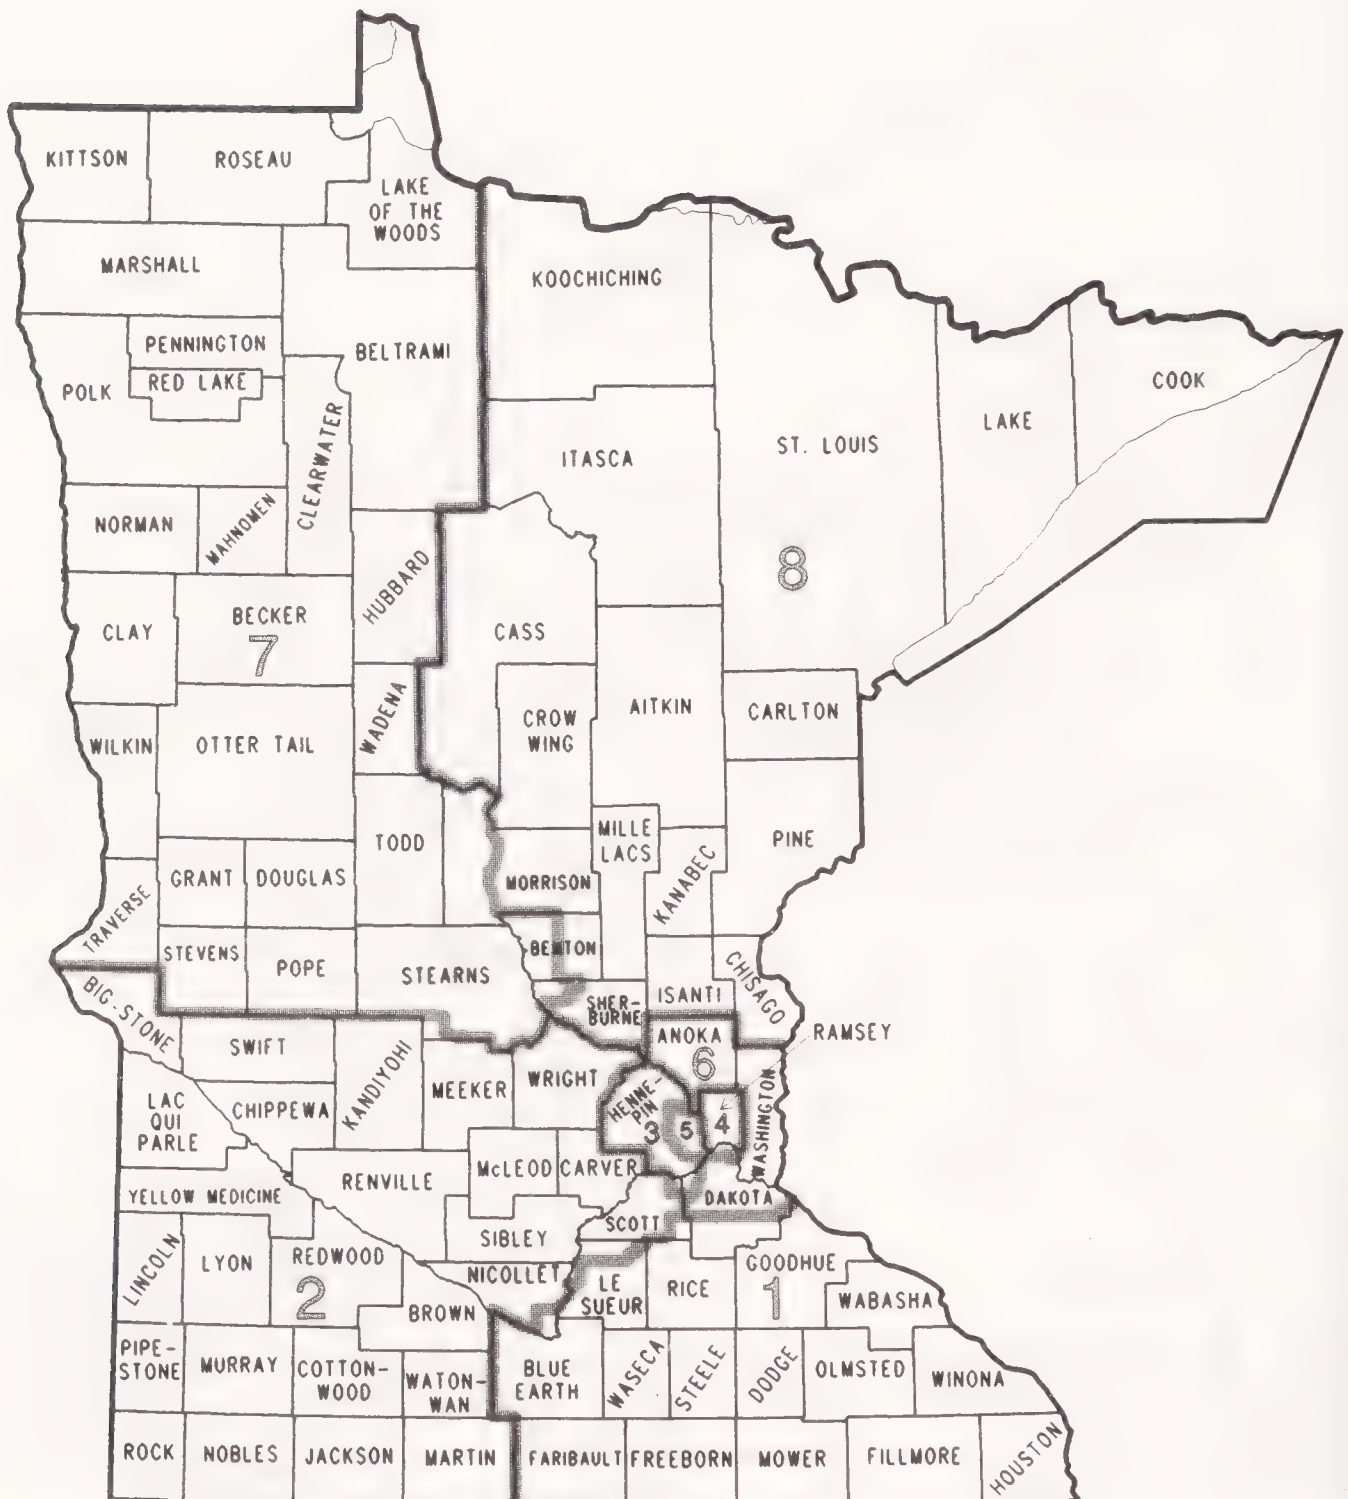 KITTSON
ROSEAU
LAKE
OF THE
WOODS
MARSHALL
KOOCHICHING
PENNINGTON
BELTRAMI
RED LAKE
POLK
COOK
CLEARWATER
LAKE
ST. LOUIS
ITASCA
NORMAN
MAHNOMEN
8
HUBBARD
BECKER
CLAY
7
CASS
WADENA
CROW
WING
AITKIN
CARLTON
WILKIN
OTTER TAIL
TODD
MILLE
LACS
KANABEC
PINE
GRANT
DOUGLAS
MORRISON
TRAVERSE
STEVENS
POPE
STEARNS
BENTON
CHISAGO
BIG-STONE
SHER-
BURNE
ISANTI
SWIFT
KANDIYOHI
ANOKA
6
RAMSEY
MEEKER
WRIGHT
LAC
QUI
PARLE
CHIPPEWA
HENNE-
PIN
3
5
4
WASHINGTON
McLEOD
CARVER
RENVILLE
YELLOW MEDICINE
DAKOTA
SCOTT
SIBLEY
LINCOLN
LYON
REDWOOD
2
NICOLLET
LE
SUEUR
RICE
GOODHUE
1
WABASHA
BROWN
PIPE-
STONE
MURRAY
COTTON-
WOOD
WATON-
WAN
BLUE
EARTH
WASECA
STEELE
DODGE
OLMSTED
WINONA
ROCK
NOBLES
JACKSON
MARTIN
FARIBAULT
FREEBORN
MOWER
FILLMORE
HOUSTON